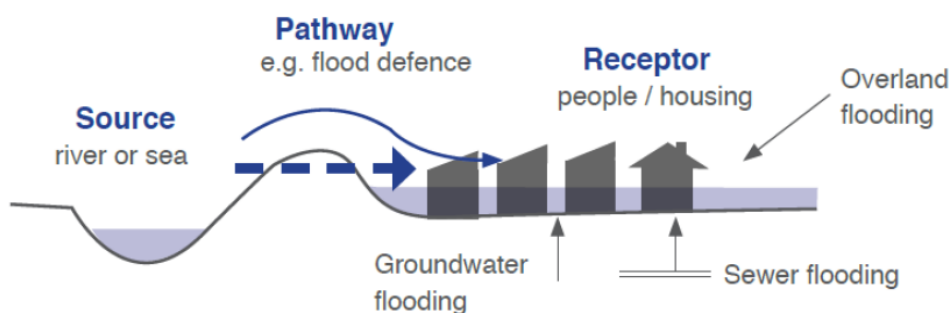 Pathway
e.g. flood defence
Receptor
people / housing
Overland
flooding
Source
river or sea
Groundwater
flooding
Sewer flooding